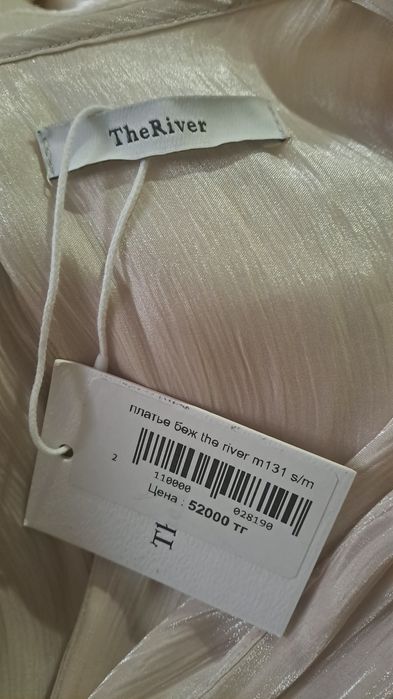 TheRiver
платье беж the river m131 s/m
2
110000
028190
Цена : 52000 тг